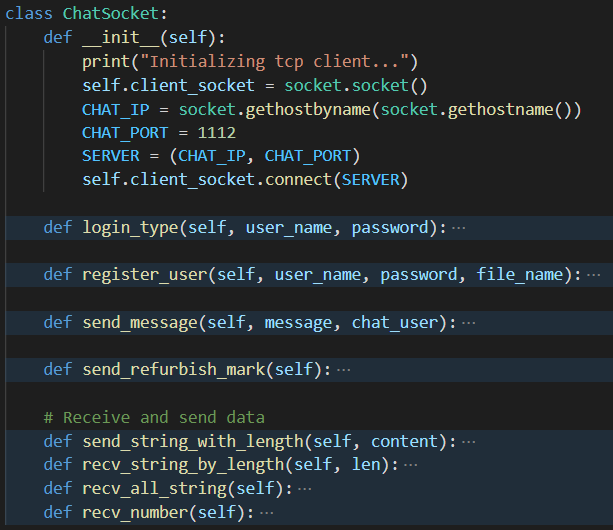 class ChatSocket:
    def __init__(self):
        print("Initializing tcp client...")
        self.client_socket = socket.socket()
        CHAT_IP = socket.gethostbyname(socket.gethostname())
        CHAT_PORT = 1112
        SERVER = (CHAT_IP, CHAT_PORT)
        self.client_socket.connect(SERVER)
    def login_type(self, user_name, password):···
    def register_user(self, user_name, password, file_name):···
    def send_message(self, message, chat_user):···
    def send_refurbish_mark(self):···
    # Receive and send data
    def send_string_with_length(self, content):···
    def recv_string_by_length(self, len):···
    def recv_all_string(self):···
    def recv_number(self):···